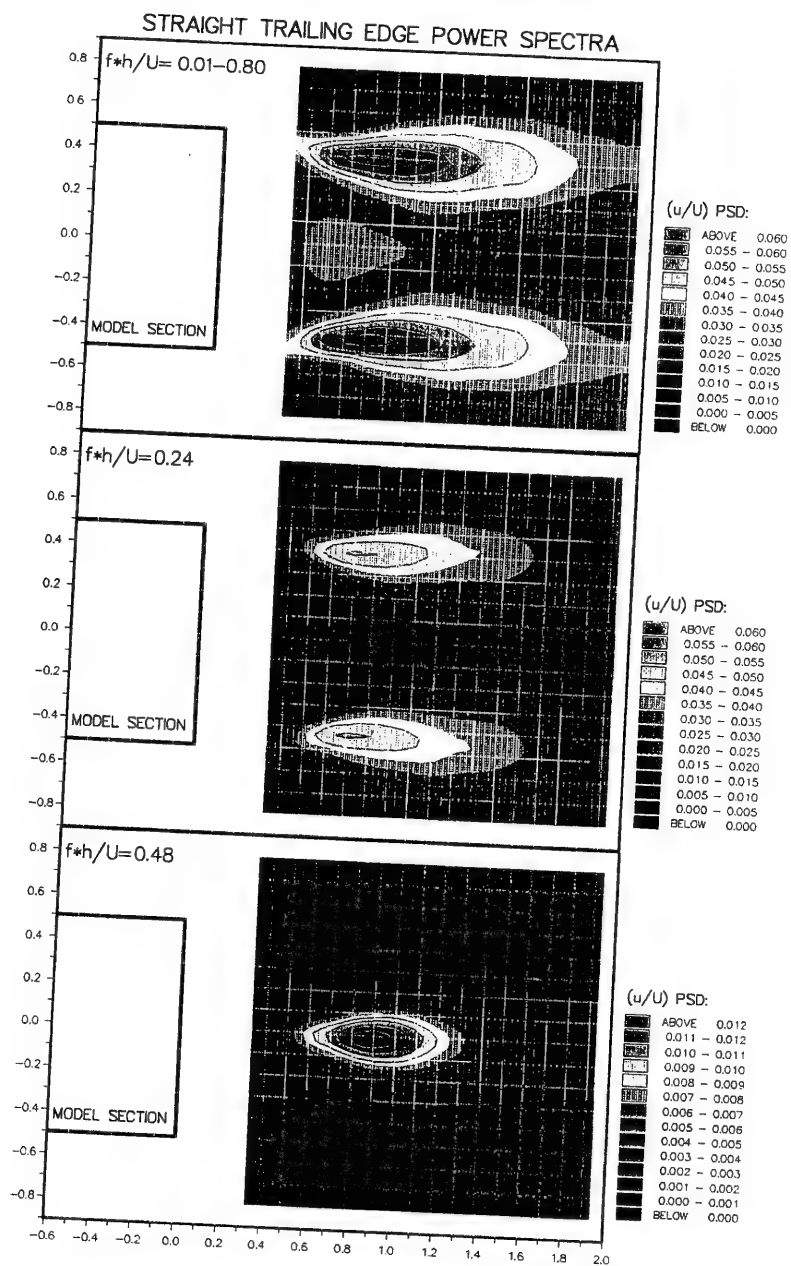 STRAIGHT TRAILING EDGE POWER SPECTRA
f*h/U= 0.01-0.80
0.8
0.6
0.4
0.2
0.0
-0.2
-0.4
-0.6
-0.8
MODEL SECTION
(u/U) PSD:
ABOVE 0.060
0.055 - 0.060
0.050 - 0.055
0.045 - 0.050
0.040 - 0.045
0.035 - 0.040
0.030 - 0.035
0.025 - 0.030
0.020 - 0.025
0.015 - 0.020
0.010 - 0.015
0.005 - 0.010
0.000 - 0.005
BELOW 0.000
f*h/U=0.24
0.8
0.6
0.4
0.2
0.0
-0.2
-0.4
-0.6
-0.8
MODEL SECTION
(u/U) PSD:
ABOVE 0.060
0.055 - 0.060
0.050 - 0.055
0.045 - 0.050
0.040 - 0.045
0.035 - 0.040
0.030 - 0.035
0.025 - 0.030
0.020 - 0.025
0.015 - 0.020
0.010 - 0.015
0.005 - 0.010
0.000 - 0.005
BELOW 0.000
f*h/U=0.48
0.8
0.6
0.4
0.2
0.0
-0.2
-0.4
-0.6
-0.8
MODEL SECTION
(u/U) PSD:
ABOVE 0.012
0.011 - 0.012
0.010 - 0.011
0.009 - 0.010
0.008 - 0.009
0.007 - 0.008
0.006 - 0.007
0.005 - 0.006
0.004 - 0.005
0.003 - 0.004
0.002 - 0.003
0.001 - 0.002
0.000 - 0.001
BELOW 0.000
-0.6 -0.4 -0.2 0.0 0.2 0.4 0.6 0.8 1.0 1.2 1.4 1.6 1.8 2.0